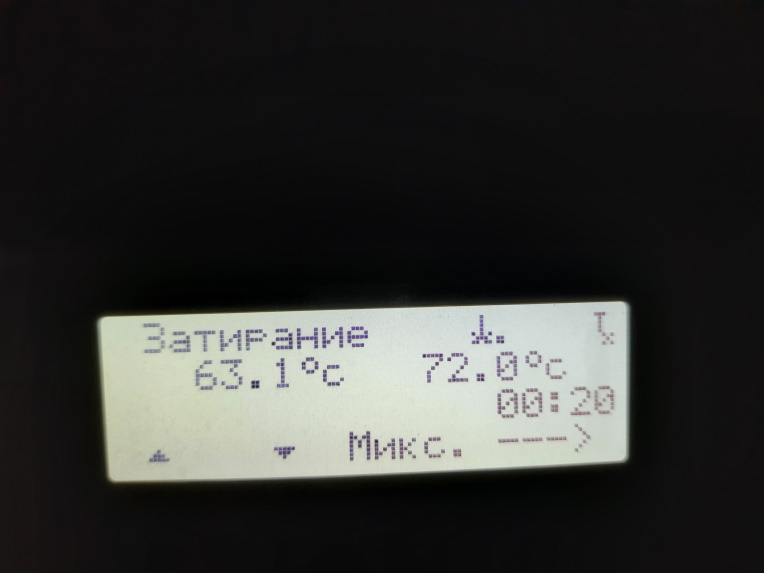 Затирание
63.1°c 72.0°c
00:20
Микс. --->